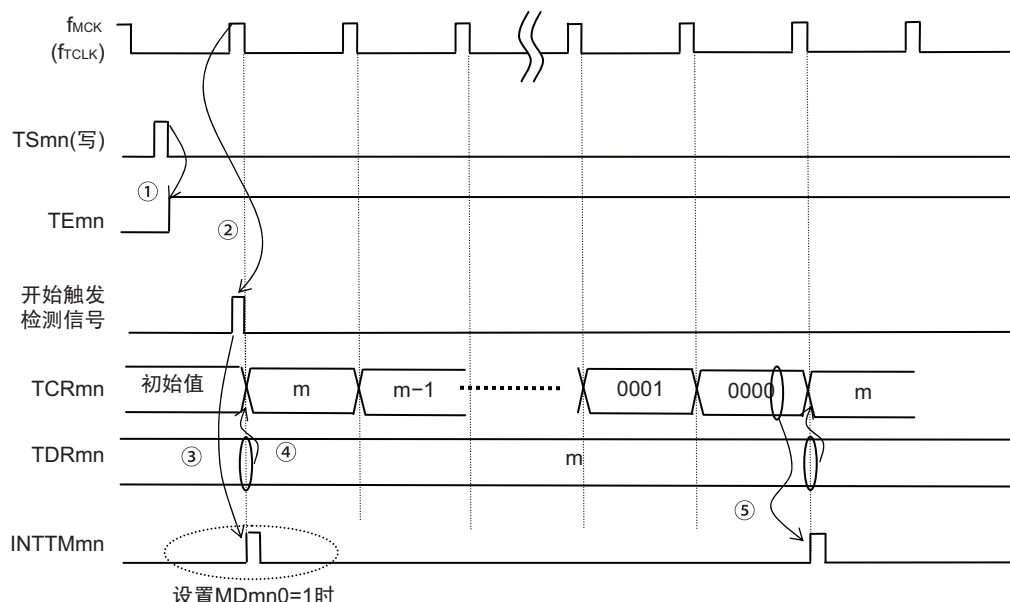 fMCK
(fTCLK)
TSmn(写)
①
TEmn
②
开始触发
检测信号
TCRmn
初始值
m
m−1
0001
0000
m
TDRmn
③
④
m
⑤
INTTMmn
设置MDmn0=1时